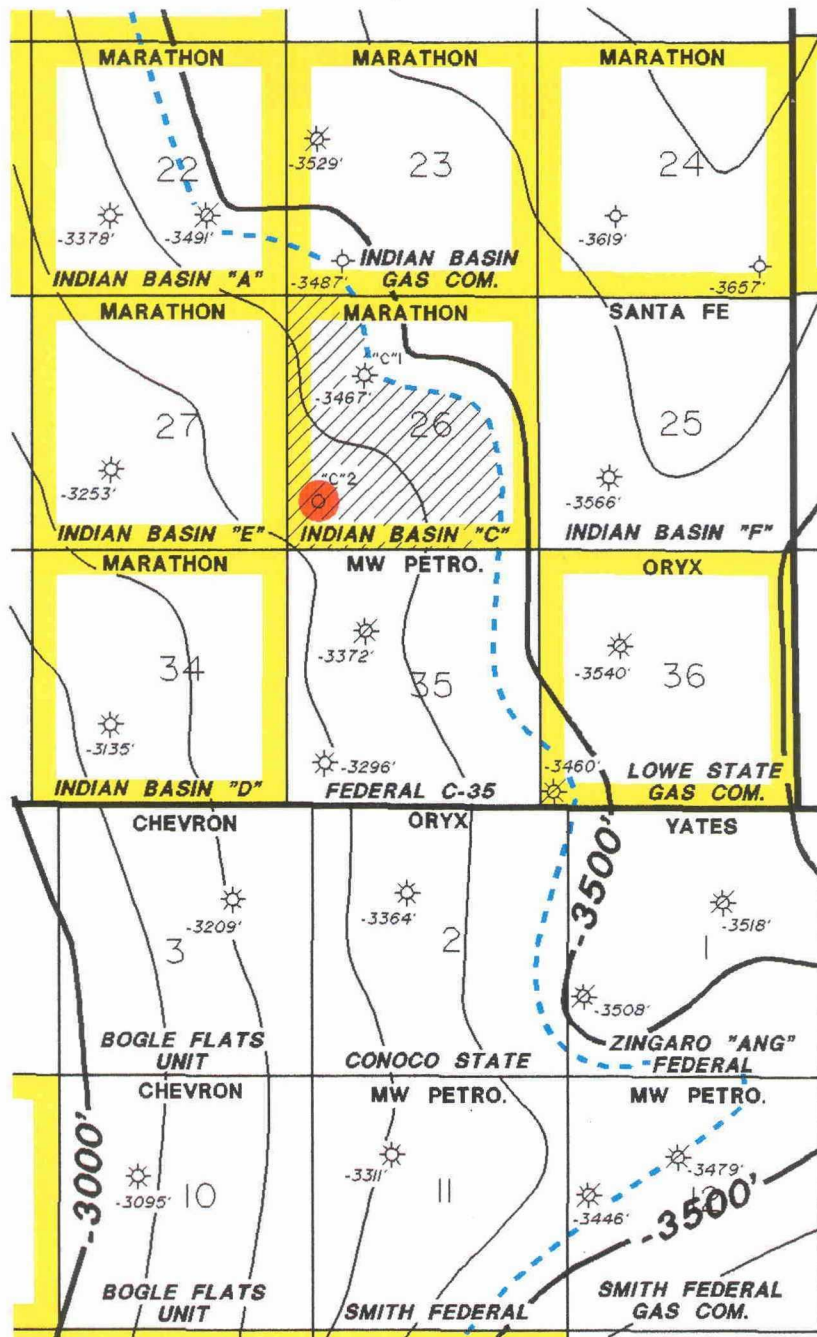 MARATHON MARATHON MARATHON
22 23 24
-3529'
-3378' -3491' -3619'
-3487' -3657'
INDIAN BASIN "A" INDIAN BASIN
GAS COM.
MARATHON MARATHON SANTA FE
"C"1
-3467'
27 26 25
-3253' "C"2 -3566'
INDIAN BASIN "E" INDIAN BASIN "C" INDIAN BASIN "F"
MARATHON MW PETRO. ORYX
-3372' -3540'
34 35 36
-3135' -3296' -3460'
INDIAN BASIN "D" FEDERAL C-35 LOWE STATE
GAS COM.
CHEVRON ORYX YATES
-3500'
-3209' -3364' -3518'
3 2 1
-3508'
BOGLE FLATS
UNIT
CONOCO STATE
ZINGARO "ANG"
FEDERAL
CHEVRON MW PETRO. MW PETRO.
-3000'
-3311' -3479'
-3095' 10 11 -3446' 12
-3500'
BOGLE FLATS
UNIT
SMITH FEDERAL
SMITH FEDERAL
GAS COM.